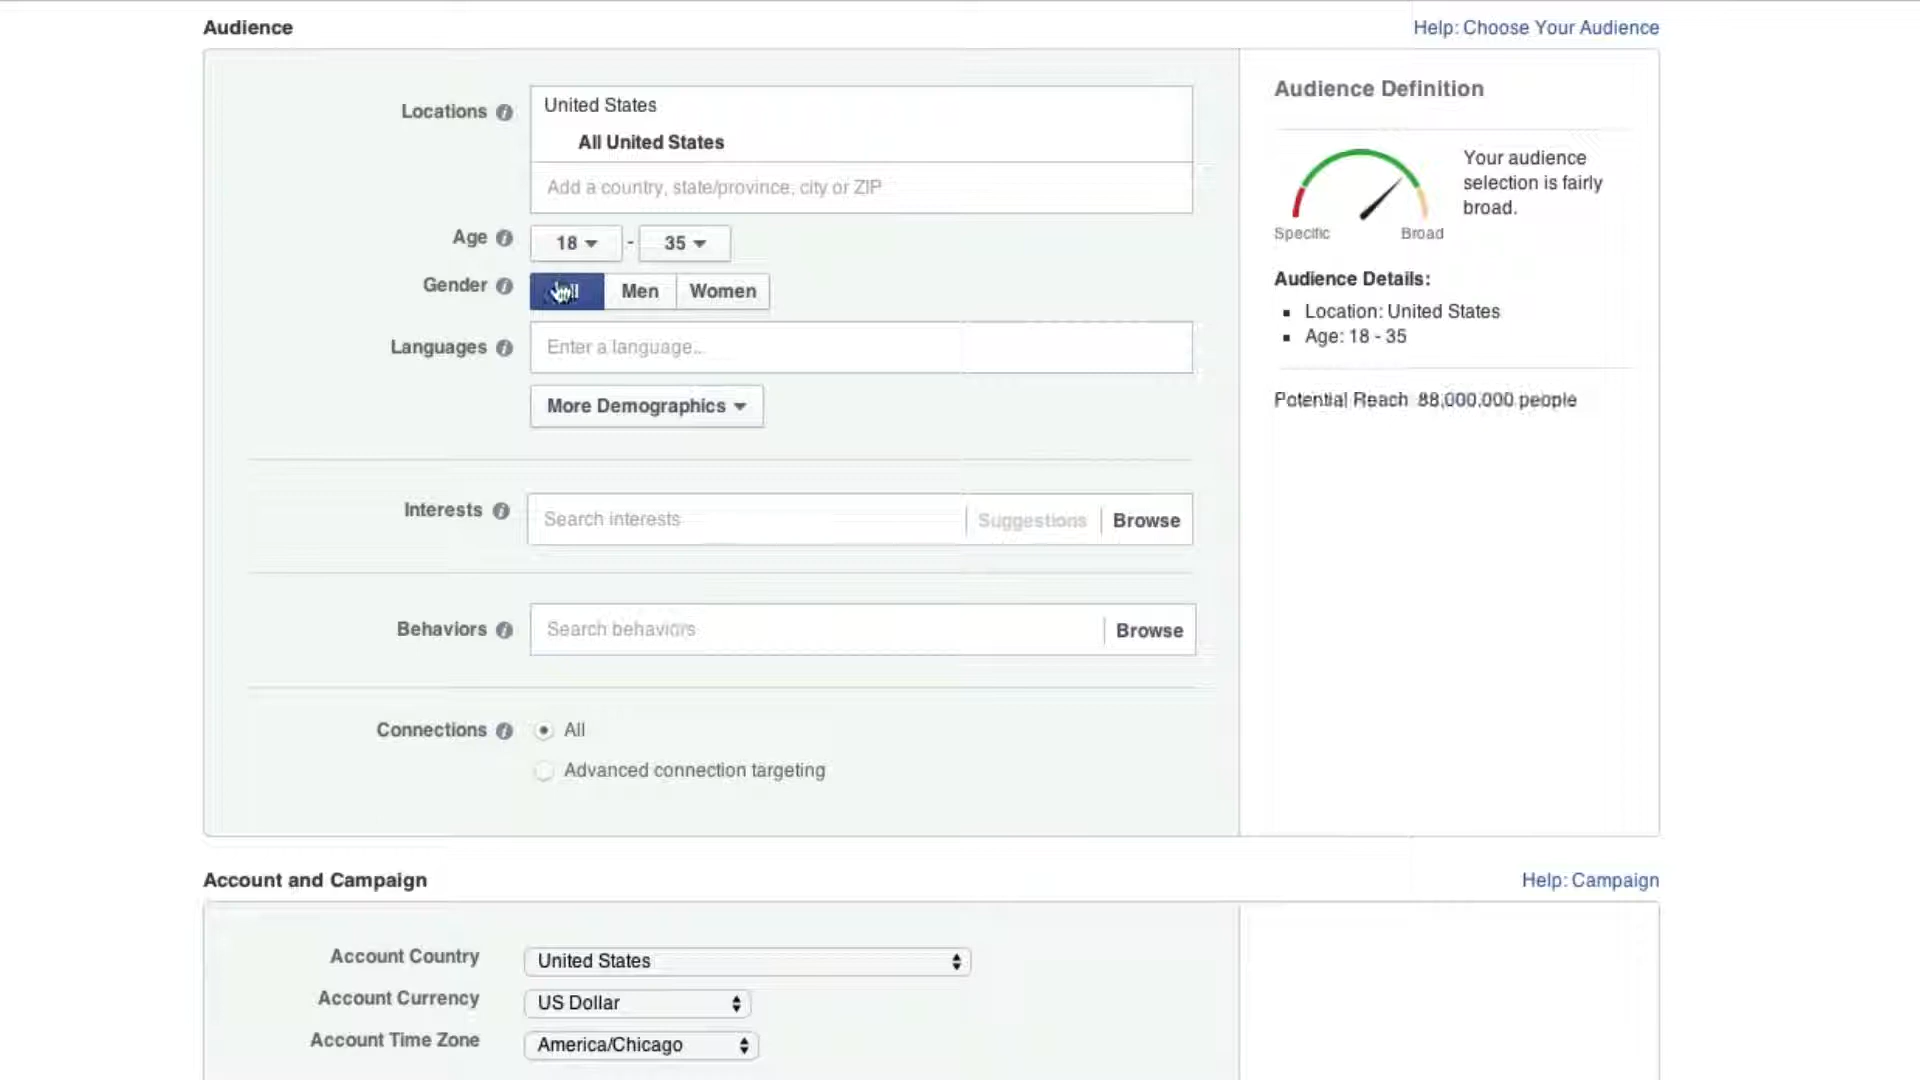 Audience
Help: Choose Your Audience
Locations
United States
All United States
Add a country, state/province, city or ZIP
Age
18 - 35
Gender
Men
Women
Languages
Enter a language...
More Demographics
Interests
Search interests
Suggestions
Browse
Behaviors
Search behaviors
Browse
Connections
All
Advanced connection targeting
Audience Definition
Your audience
selection is fairly
broad.
Specific
Broad
Audience Details:
Location: United States
Age: 18 - 35
Potential Reach 88,000,000 people
Account and Campaign
Help: Campaign
Account Country
United States
Account Currency
US Dollar
Account Time Zone
America/Chicago